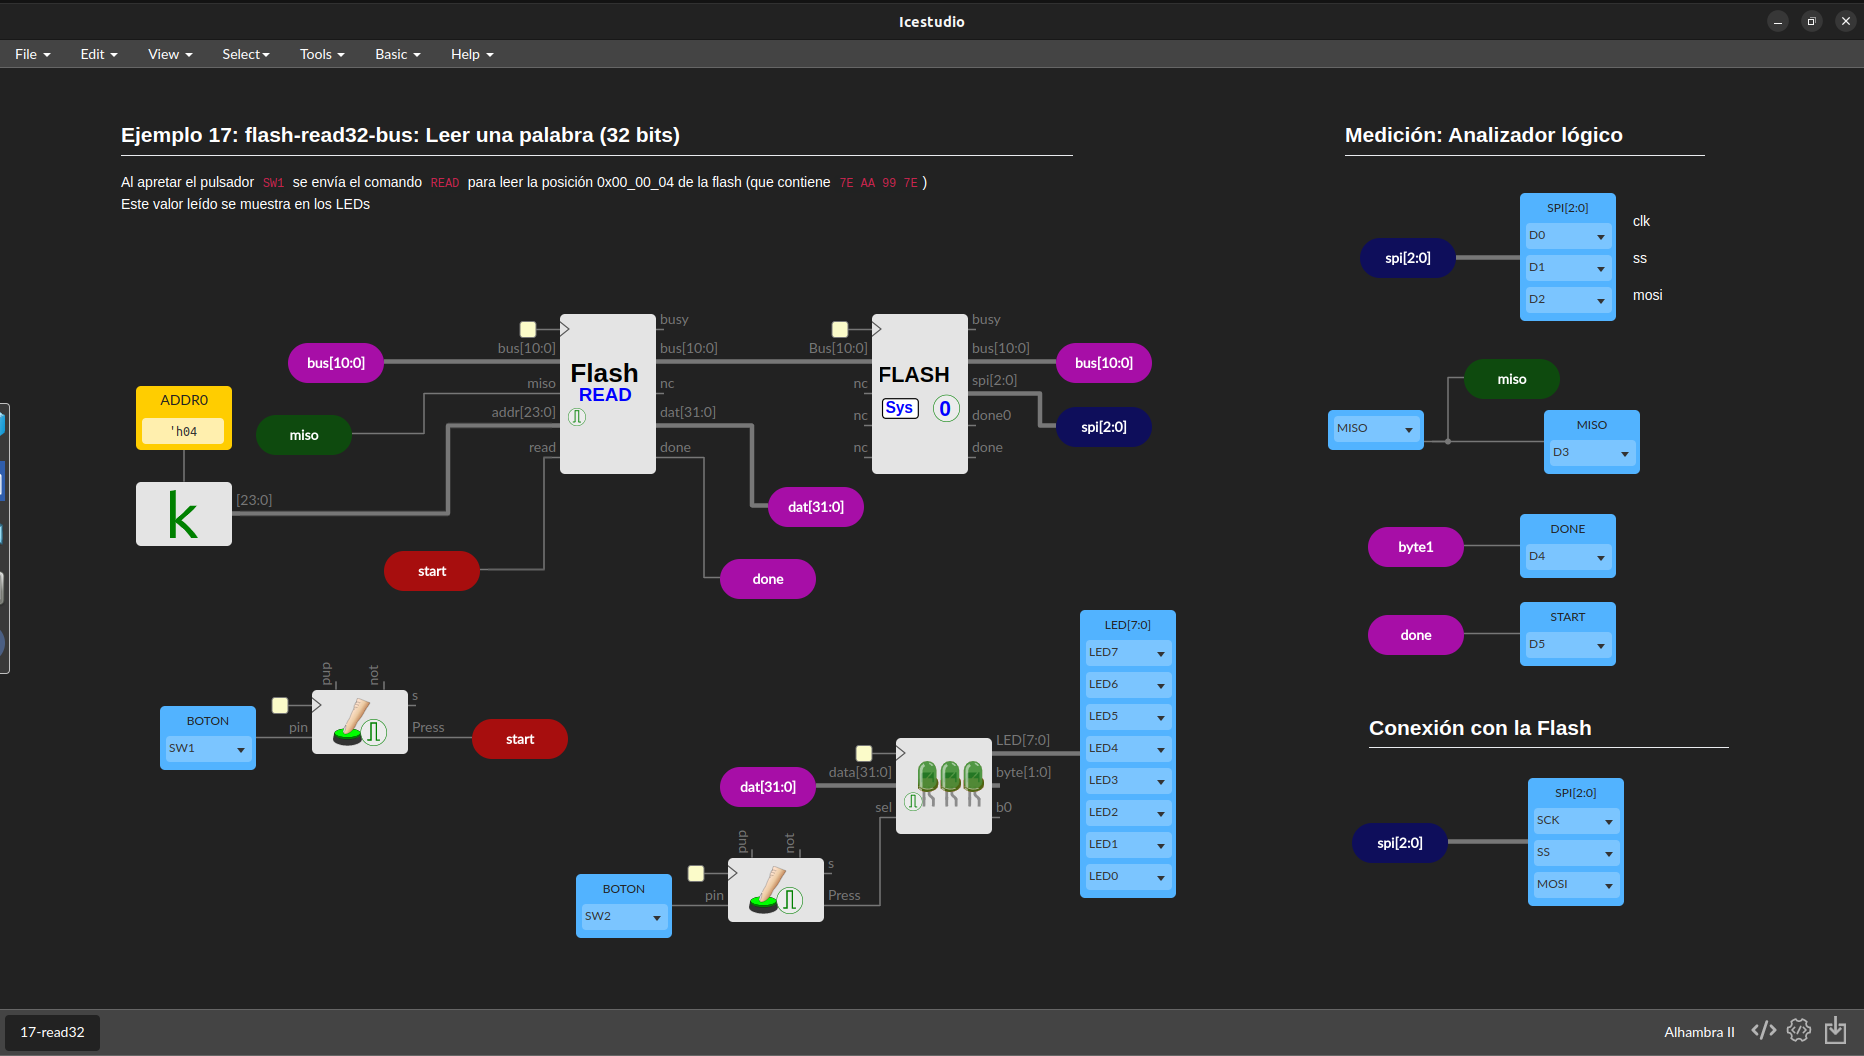 Icestudio
File
Edit
View
Select
Tools
Basic
Help
Ejemplo 17: flash-read32-bus: Leer una palabra (32 bits)
Al apretar el pulsador SW1 se envía el comando READ para leer la posición 0x00_00_04 de la flash (que contiene 7E AA 99 7E )
Este valor leído se muestra en los LEDs
bus[10:0]
ADDR0
'h04
miso
k
[23:0]
start
bus[10:0]
miso
addr[23:0]
read
Flash
READ
busy
bus[10:0]
nc
dat[31:0]
done
Bus[10:0]
nc
nc
nc
FLASH
Sys
0
busy
bus[10:0]
spi[2:0]
done0
done
bus[10:0]
spi[2:0]
dat[31:0]
done
BOTON
SW1
pin
pup
not
s
Press
start
dat[31:0]
data[31:0]
sel
LED[7:0]
byte[1:0]
b0
BOTON
SW2
pin
pup
not
s
Press
LED[7:0]
LED7
LED6
LED5
LED4
LED3
LED2
LED1
LED0
Medición: Analizador lógico
spi[2:0]
SPI[2:0]
D0
D1
D2
clk
ss
mosi
miso
MISO
MISO
D3
byte1
DONE
D4
done
START
D5
Conexión con la Flash
spi[2:0]
SPI[2:0]
SCK
SS
MOSI
17-read32
Alhambra II